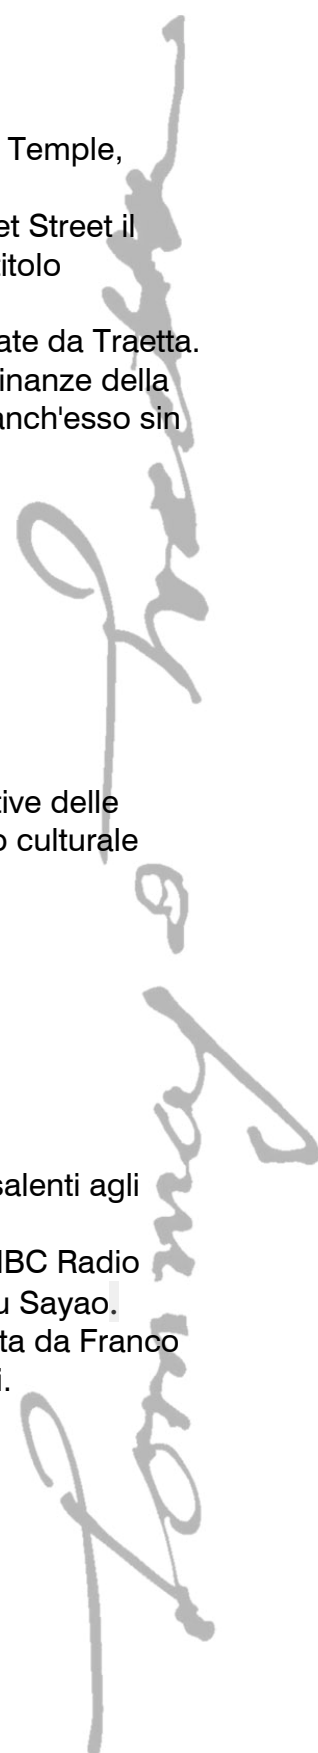 Temple,
et Street il
itolo
ate da Traetta.
inanze della
anch'esso sin
tive delle
o culturale
salenti agli
BC Radio
u Sayao.
ta da Franco
i.